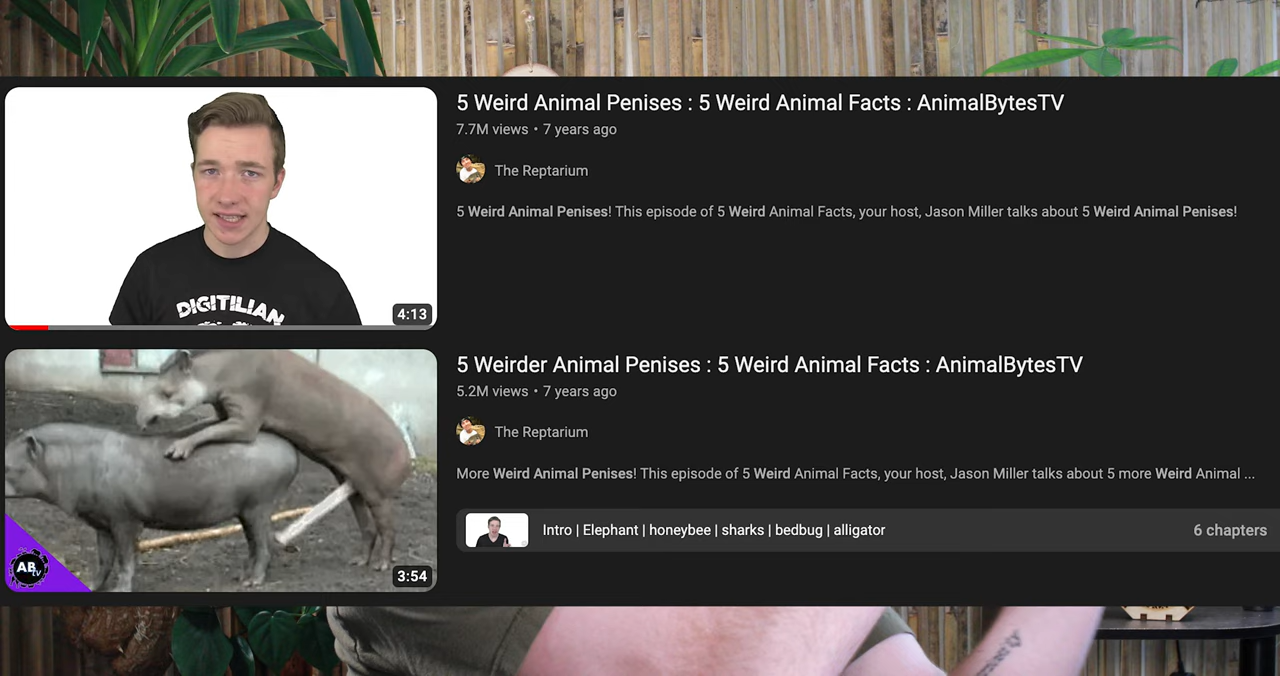 5 Weird Animal Penises : 5 Weird Animal Facts : AnimalBytesTV
7.7M views • 7 years ago
The Reptarium
5 Weird Animal Penises! This episode of 5 Weird Animal Facts, your host, Jason Miller talks about 5 Weird Animal Penises!
DIGITILIAN
4:13
5 Weirder Animal Penises : 5 Weird Animal Facts : AnimalBytesTV
5.2M views • 7 years ago
The Reptarium
More Weird Animal Penises! This episode of 5 Weird Animal Facts, your host, Jason Miller talks about 5 more Weird Animal ...
Intro | Elephant | honeybee | sharks | bedbug | alligator
6 chapters
ABtv
3:54